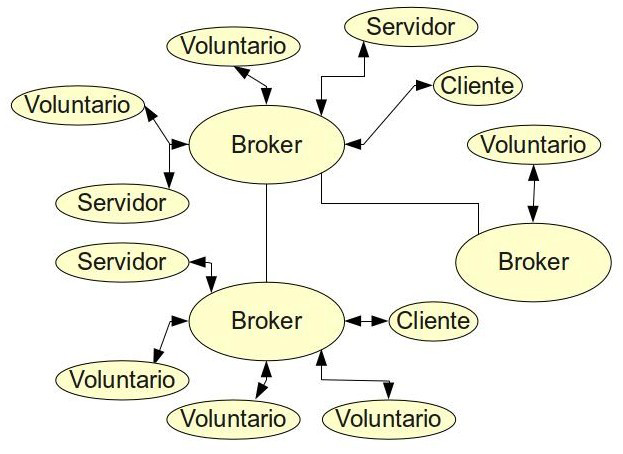 Servidor
Voluntario
Cliente
Voluntario
Broker
Voluntario
Servidor
Servidor
Broker
Broker
Cliente
Voluntario
Voluntario
Voluntario